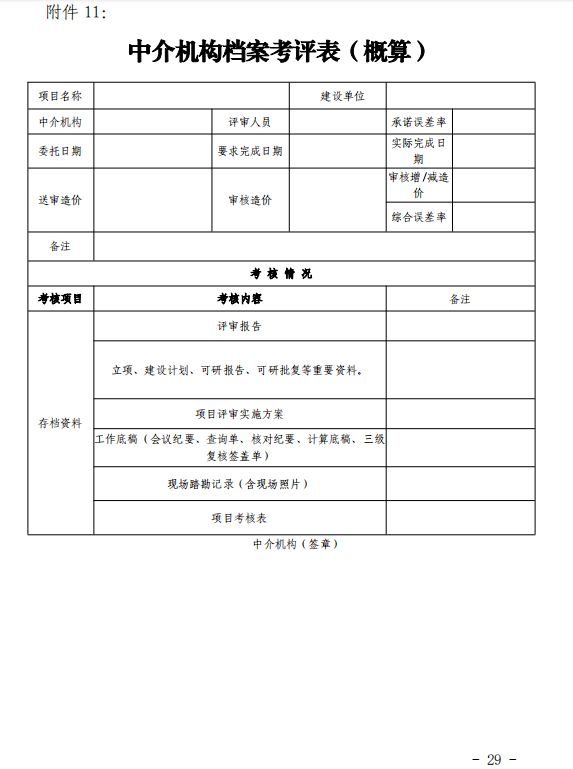 附件 11：
中介机构档案考评表（概算）
项目名称 建设单位
中介机构 评审人员 承诺误差率
委托日期 要求完成日期 实际完成日
期
送审造价 审核造价 审核增/减造
价
综合误差率
备注
考 核 情 况
考核项目 考核内容 备注
存档资料
评审报告
立项、建设计划、可研报告、可研批复等重要资料。
项目评审实施方案
工作底稿（会议纪要、查询单、核对纪要、计算底稿、三级
复核签盖单）
现场踏勘记录（含现场照片）
项目考核表
中介机构（签章）
- 29 -